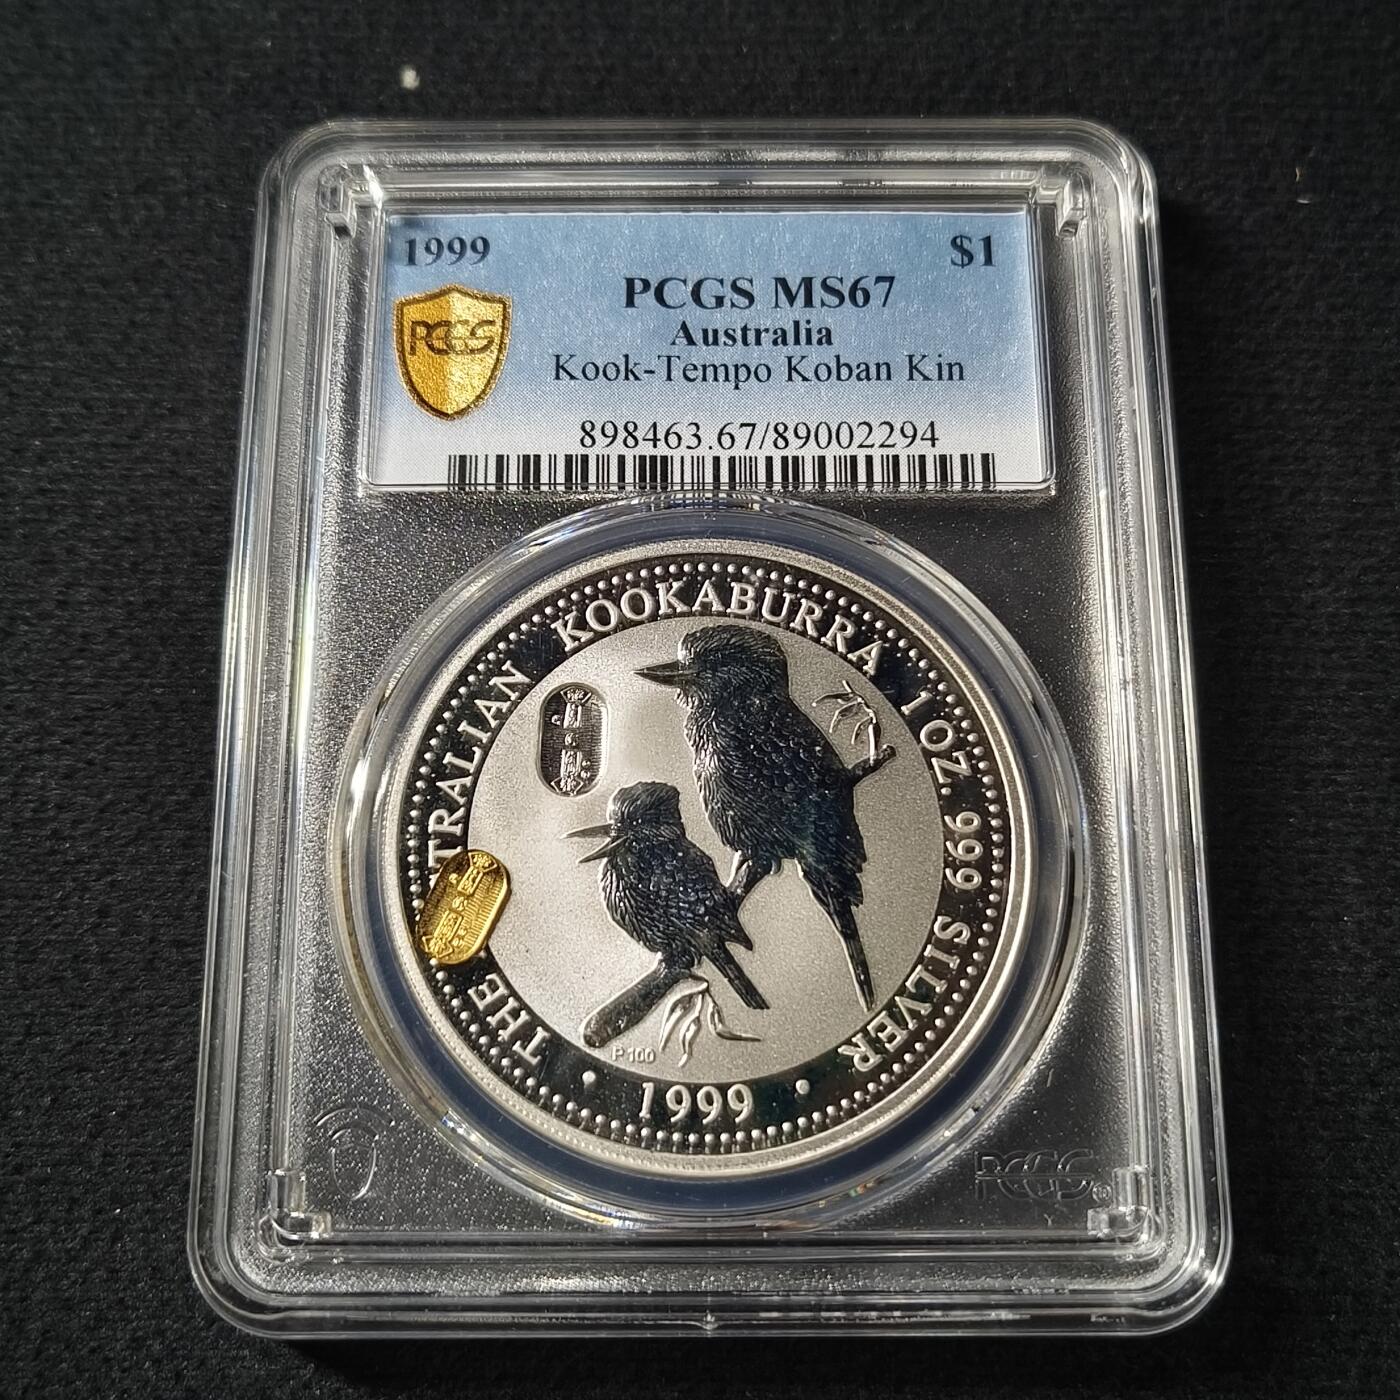 1999 $1
PCGS MS67
PCGS
Australia
Kook-Tempo Koban Kin
898463.67/89002294
THE TRALIAN KOOKABURRA 1 OZ. 999 SILVER
P100
· 1999 ·
PCGS